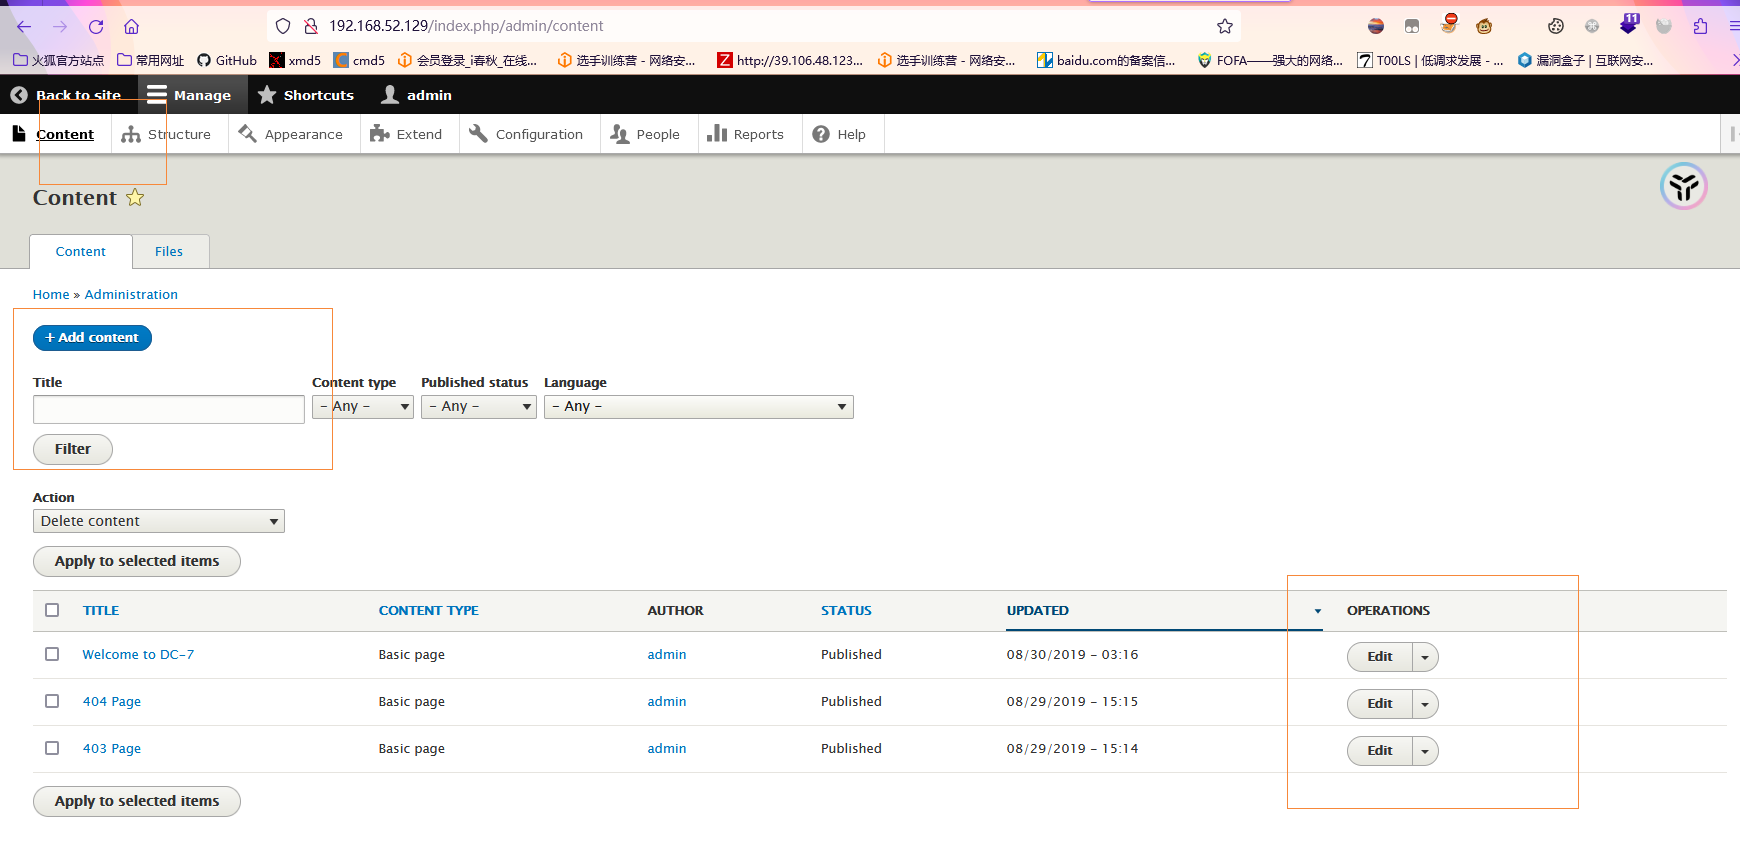 192.168.52.129/index.php/admin/content
11
火狐官方站点 常用网址 GitHub xmd5 cmd5 会员登录_i春秋_在线... 选手训练营 - 网络安... http://39.106.48.123... 选手训练营 - 网络安... baidu.com的备案信... FOFA——强大的网络... T00LS | 低调求发展 - ... 漏洞盒子 | 互联网安...
Back to site Manage Shortcuts admin
Content Structure Appearance Extend Configuration People Reports Help
Content
Content Files
Home » Administration
+ Add content
Title Content type Published status Language
- Any - - Any - - Any -
Filter
Action
Delete content
Apply to selected items
TITLE CONTENT TYPE AUTHOR STATUS UPDATED OPERATIONS
Welcome to DC-7 Basic page admin Published 08/30/2019 - 03:16 Edit
404 Page Basic page admin Published 08/29/2019 - 15:15 Edit
403 Page Basic page admin Published 08/29/2019 - 15:14 Edit
Apply to selected items